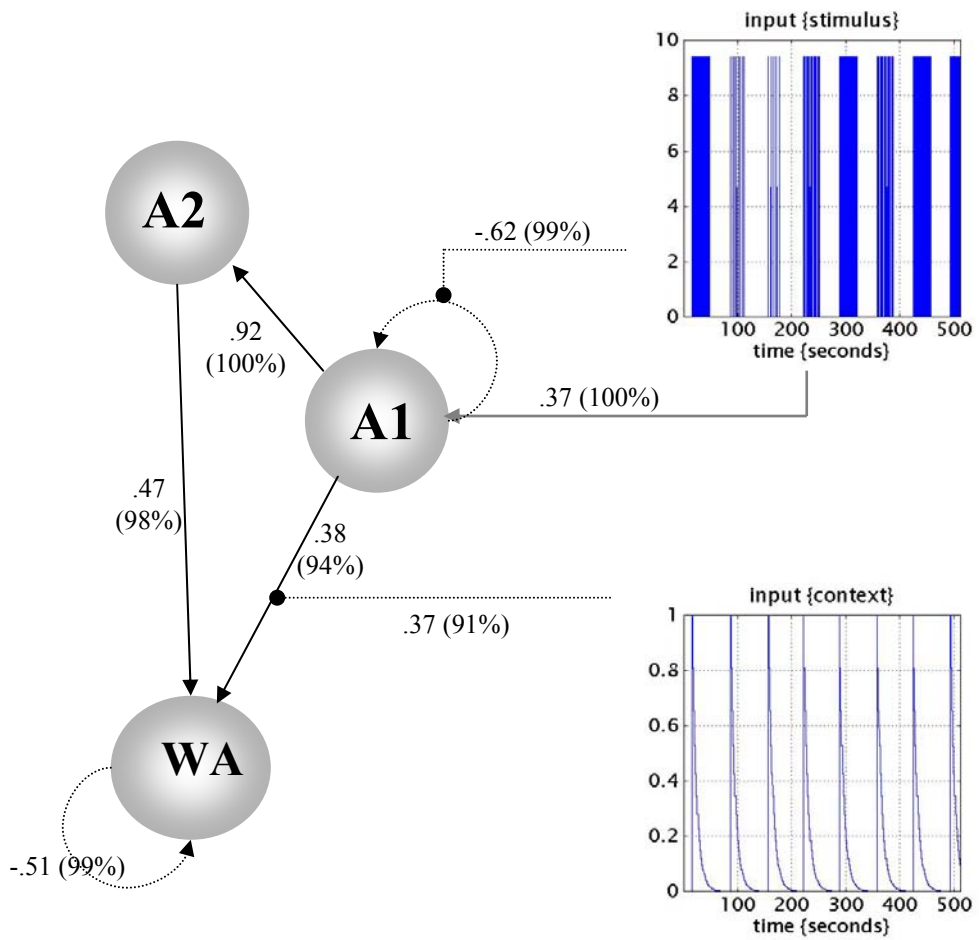 input {stimulus}
10
8
6
4
2
0
100 200 300 400 500
time {seconds}
A2
-.62 (99%)
.92
(100%)
A1
.37 (100%)
.47
(98%)
.38
(94%)
.37 (91%)
WA
-.51 (99%)
input {context}
1
0.8
0.6
0.4
0.2
0
100 200 300 400 500
time {seconds}